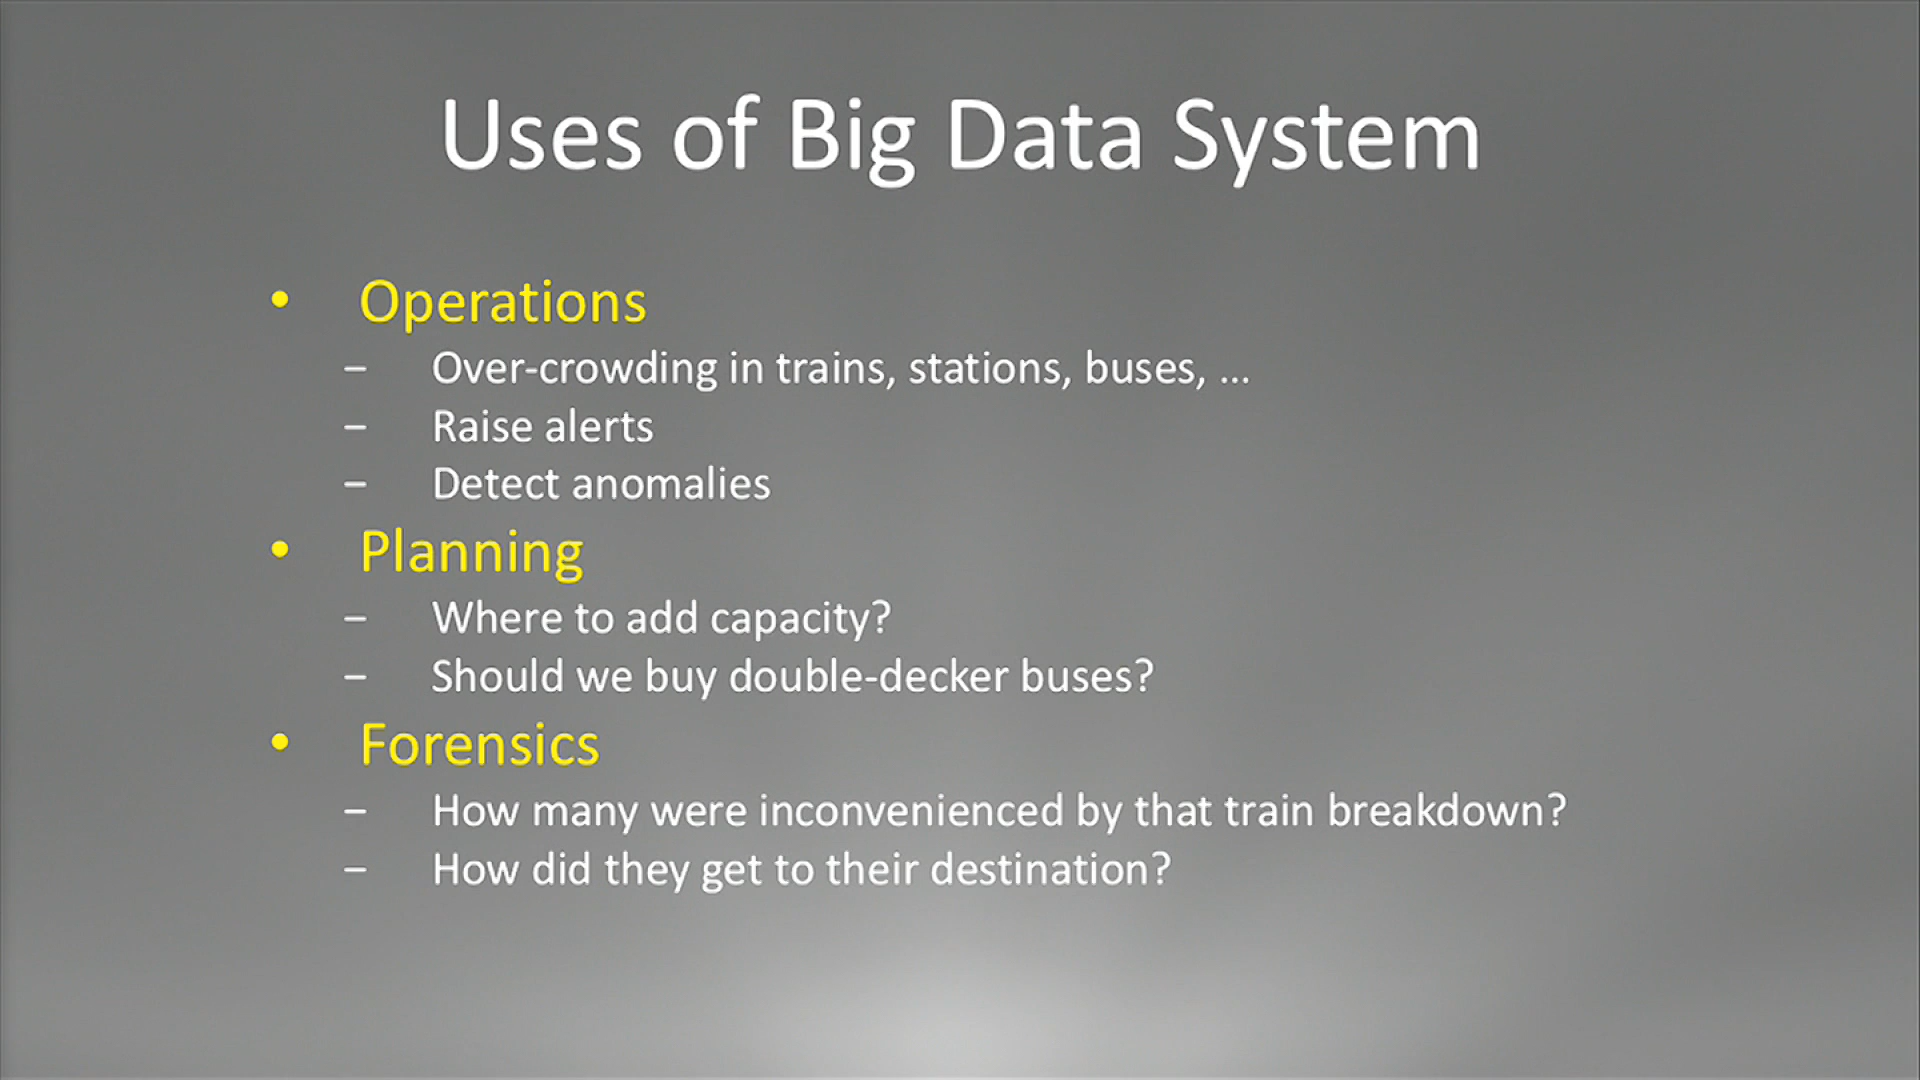 Uses of Big Data System
• Operations
– Over-crowding in trains, stations, buses, ...
– Raise alerts
– Detect anomalies
• Planning
– Where to add capacity?
– Should we buy double-decker buses?
• Forensics
– How many were inconvenienced by that train breakdown?
– How did they get to their destination?